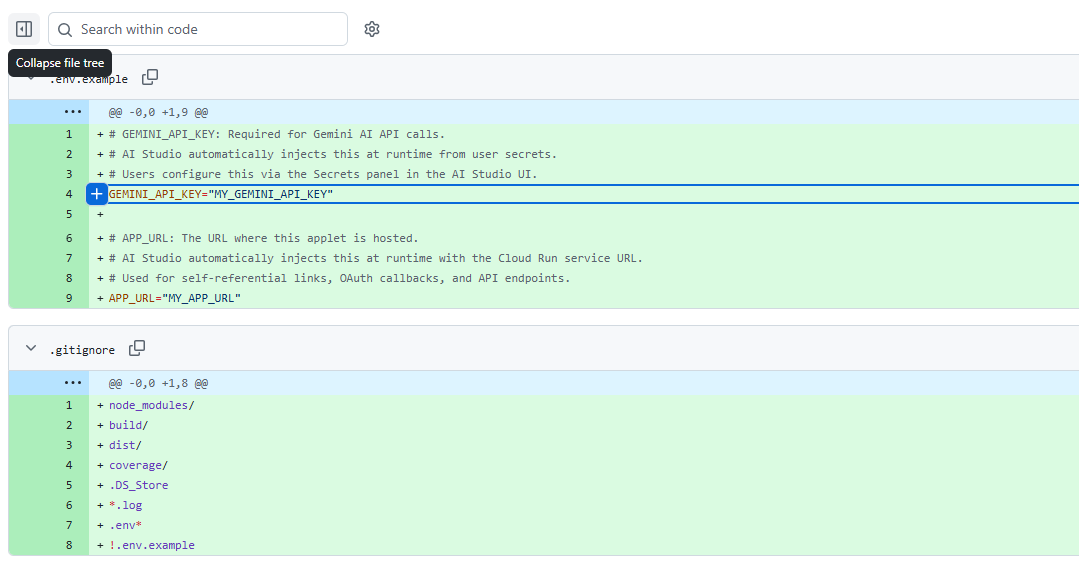 Search within code
Collapse file tree
.env.example
@@ -0,0 +1,9 @@
1 + # GEMINI_API_KEY: Required for Gemini AI API calls.
2 + # AI Studio automatically injects this at runtime from user secrets.
3 + # Users configure this via the Secrets panel in the AI Studio UI.
4 + GEMINI_API_KEY="MY_GEMINI_API_KEY"
5 +
6 + # APP_URL: The URL where this applet is hosted.
7 + # AI Studio automatically injects this at runtime with the Cloud Run service URL.
8 + # Used for self-referential links, OAuth callbacks, and API endpoints.
9 + APP_URL="MY_APP_URL"
.gitignore
@@ -0,0 +1,8 @@
1 + node_modules/
2 + build/
3 + dist/
4 + coverage/
5 + .DS_Store
6 + *.log
7 + .env*
8 + !.env.example